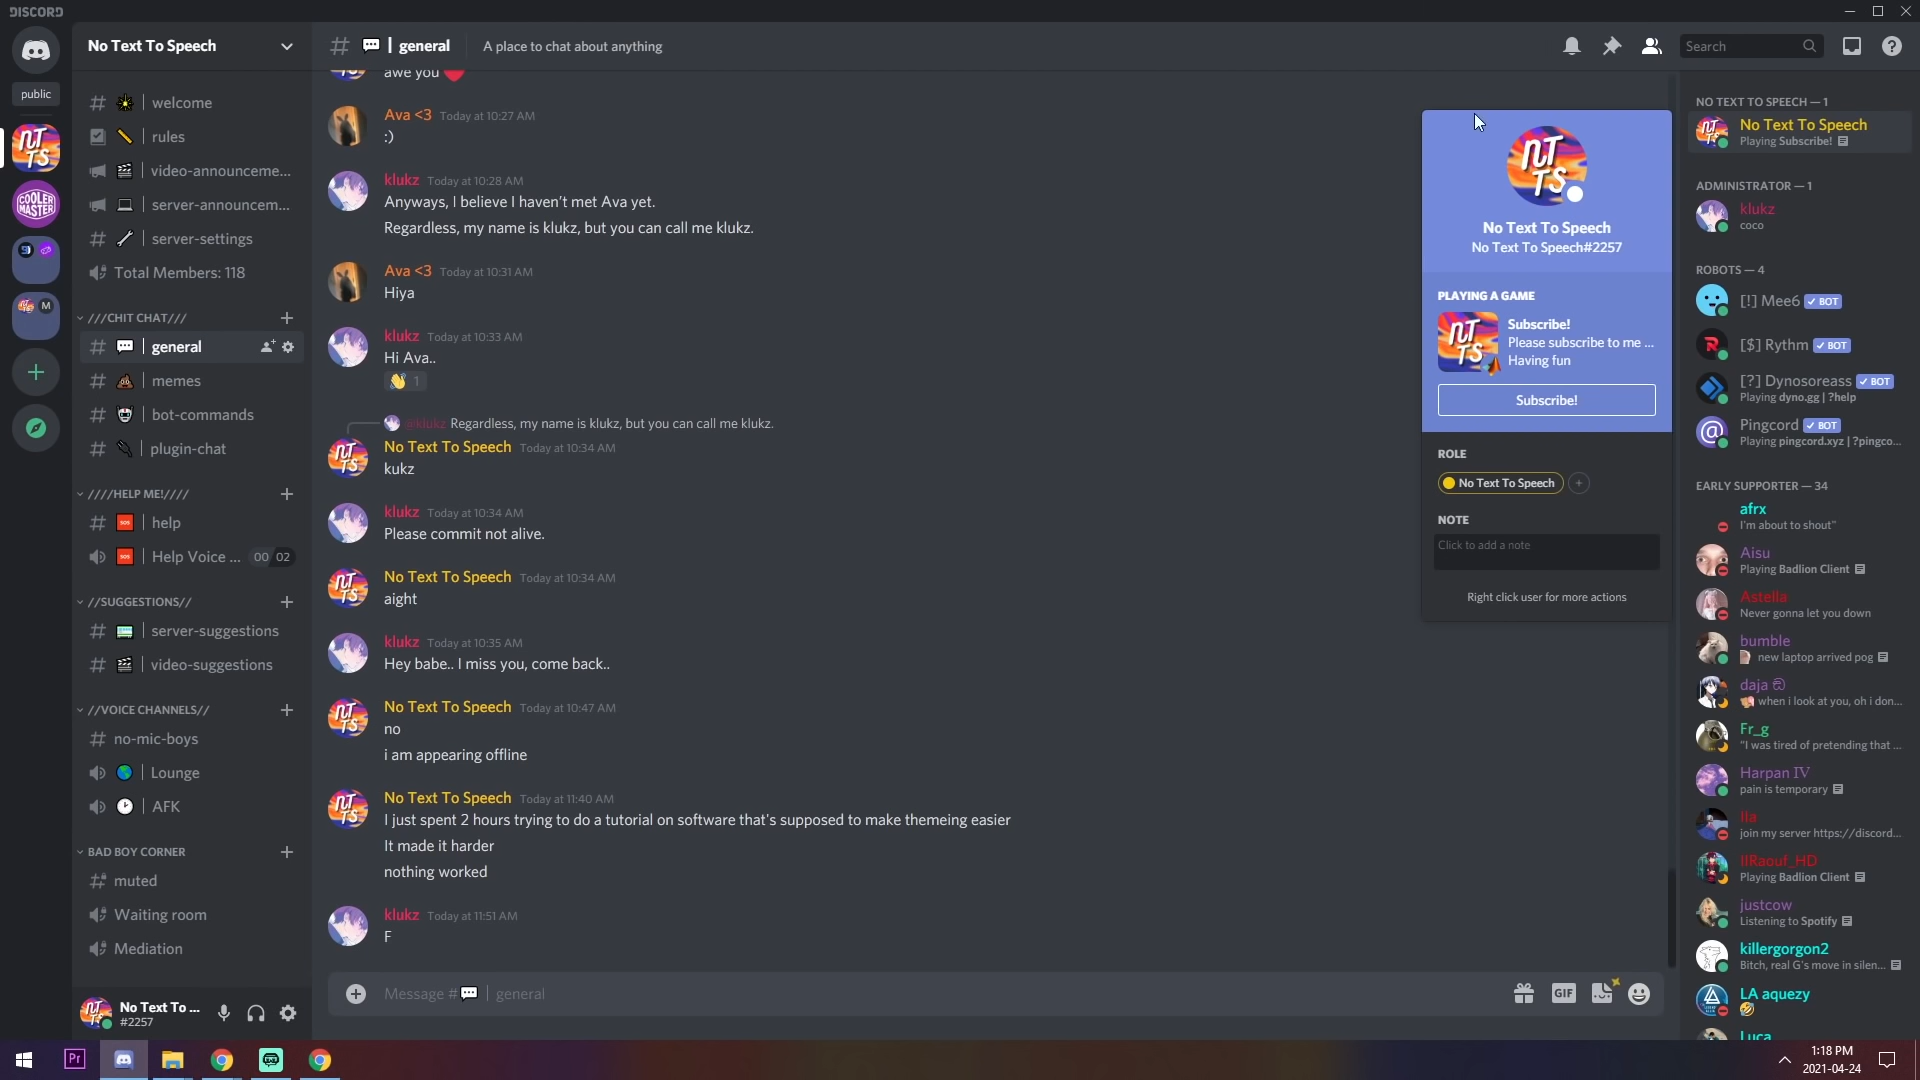 DISCORD
No Text To Speech
general
A place to chat about anything
Search
public
welcome
rules
video-announceme...
server-announcem...
server-settings
Total Members: 118
///CHIT CHAT///
general
memes
bot-commands
plugin-chat
////HELP ME!////
help
Help Voice ...
00 02
//SUGGESTIONS//
server-suggestions
video-suggestions
//VOICE CHANNELS//
no-mic-boys
Lounge
AFK
BAD BOY CORNER
muted
Waiting room
Mediation
No Text To ...
#2257
awe you
Ava <3 Today at 10:27 AM
:)
klukz Today at 10:28 AM
Anyways, I believe I haven't met Ava yet.
Regardless, my name is klukz, but you can call me klukz.
Ava <3 Today at 10:31 AM
Hiya
klukz Today at 10:33 AM
Hi Ava..
1
@klukz Regardless, my name is klukz, but you can call me klukz.
No Text To Speech Today at 10:34 AM
kukz
klukz Today at 10:34 AM
Please commit not alive.
No Text To Speech Today at 10:34 AM
aight
klukz Today at 10:35 AM
Hey babe.. I miss you, come back..
No Text To Speech Today at 10:47 AM
no
i am appearing offline
No Text To Speech Today at 11:40 AM
I just spent 2 hours trying to do a tutorial on software that's supposed to make themeing easier
It made it harder
nothing worked
klukz Today at 11:51 AM
F
Message # | general
GIF
NTTS
No Text To Speech
No Text To Speech#2257
PLAYING A GAME
NTTS
Subscribe!
Please subscribe to me ...
Having fun
Subscribe!
ROLE
No Text To Speech
NOTE
Click to add a note
Right click user for more actions
NO TEXT TO SPEECH — 1
No Text To Speech
Playing Subscribe!
ADMINISTRATOR — 1
klukz
coco
ROBOTS — 4
[!] Mee6 BOT
[$] Rythm BOT
[?] Dynosoreass BOT
Playing dyno.gg | ?help
Pingcord BOT
Playing pingcord.xyz | ?pingco...
EARLY SUPPORTER — 34
afrx
I'm about to shout"
Aisu
Playing Badlion Client
Astella
Never gonna let you down
bumble
new laptop arrived pog
daja
when i look at you, oh i don...
Fr_g
"I was tired of pretending that ...
Harpan IV
pain is temporary
Ila
join my server https://discord...
IIRaouf_HD
Playing Badlion Client
justcow
Listening to Spotify
killergorgon2
Bitch, real G's move in silen...
LA aquezy
Luca
NTTS
COOLER MASTER
M
Pr
1:18 PM
2021-04-24